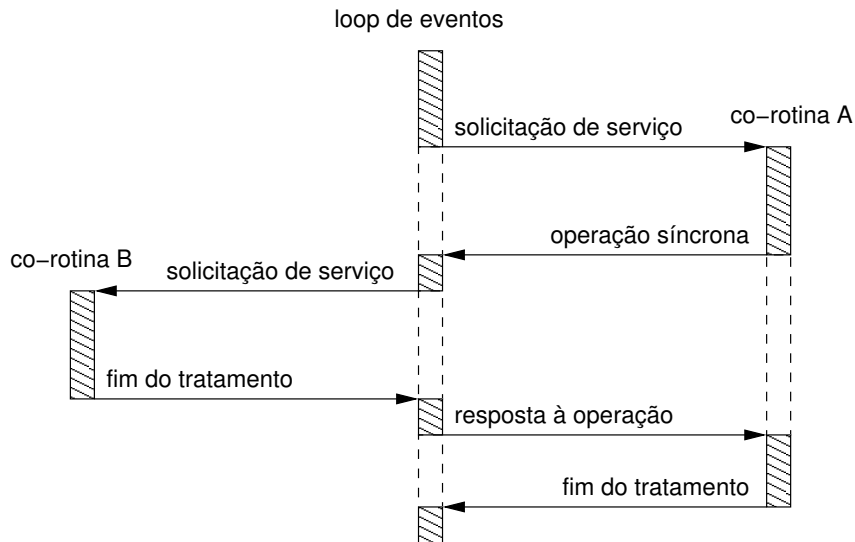 loop de eventos
solicitação de serviço
co−rotina A
operação síncrona
co−rotina B
solicitação de serviço
fim do tratamento
resposta à operação
fim do tratamento